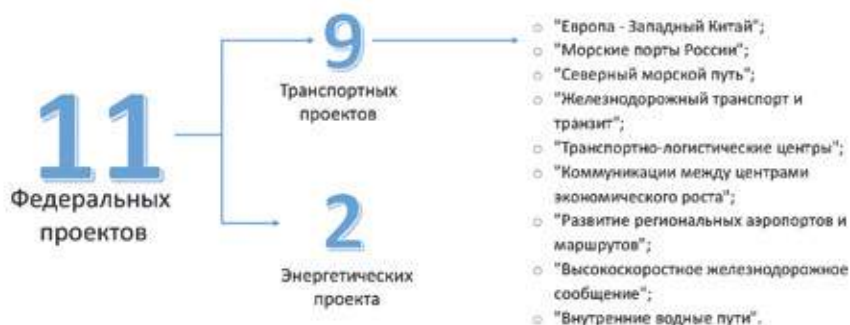 11
Федеральных
проектов
9
Транспортных
проектов
2
Энергетических
проекта
"Европа - Западный Китай";
"Морские порты России";
"Северный морской путь";
"Железнодорожный транспорт и
транзит";
"Транспортно-логистические центры";
"Коммуникации между центрами
экономического роста";
"Развитие региональных аэропортов и
маршрутов";
"Высокоскоростное железнодорожное
сообщение";
"Внутренние водные пути".